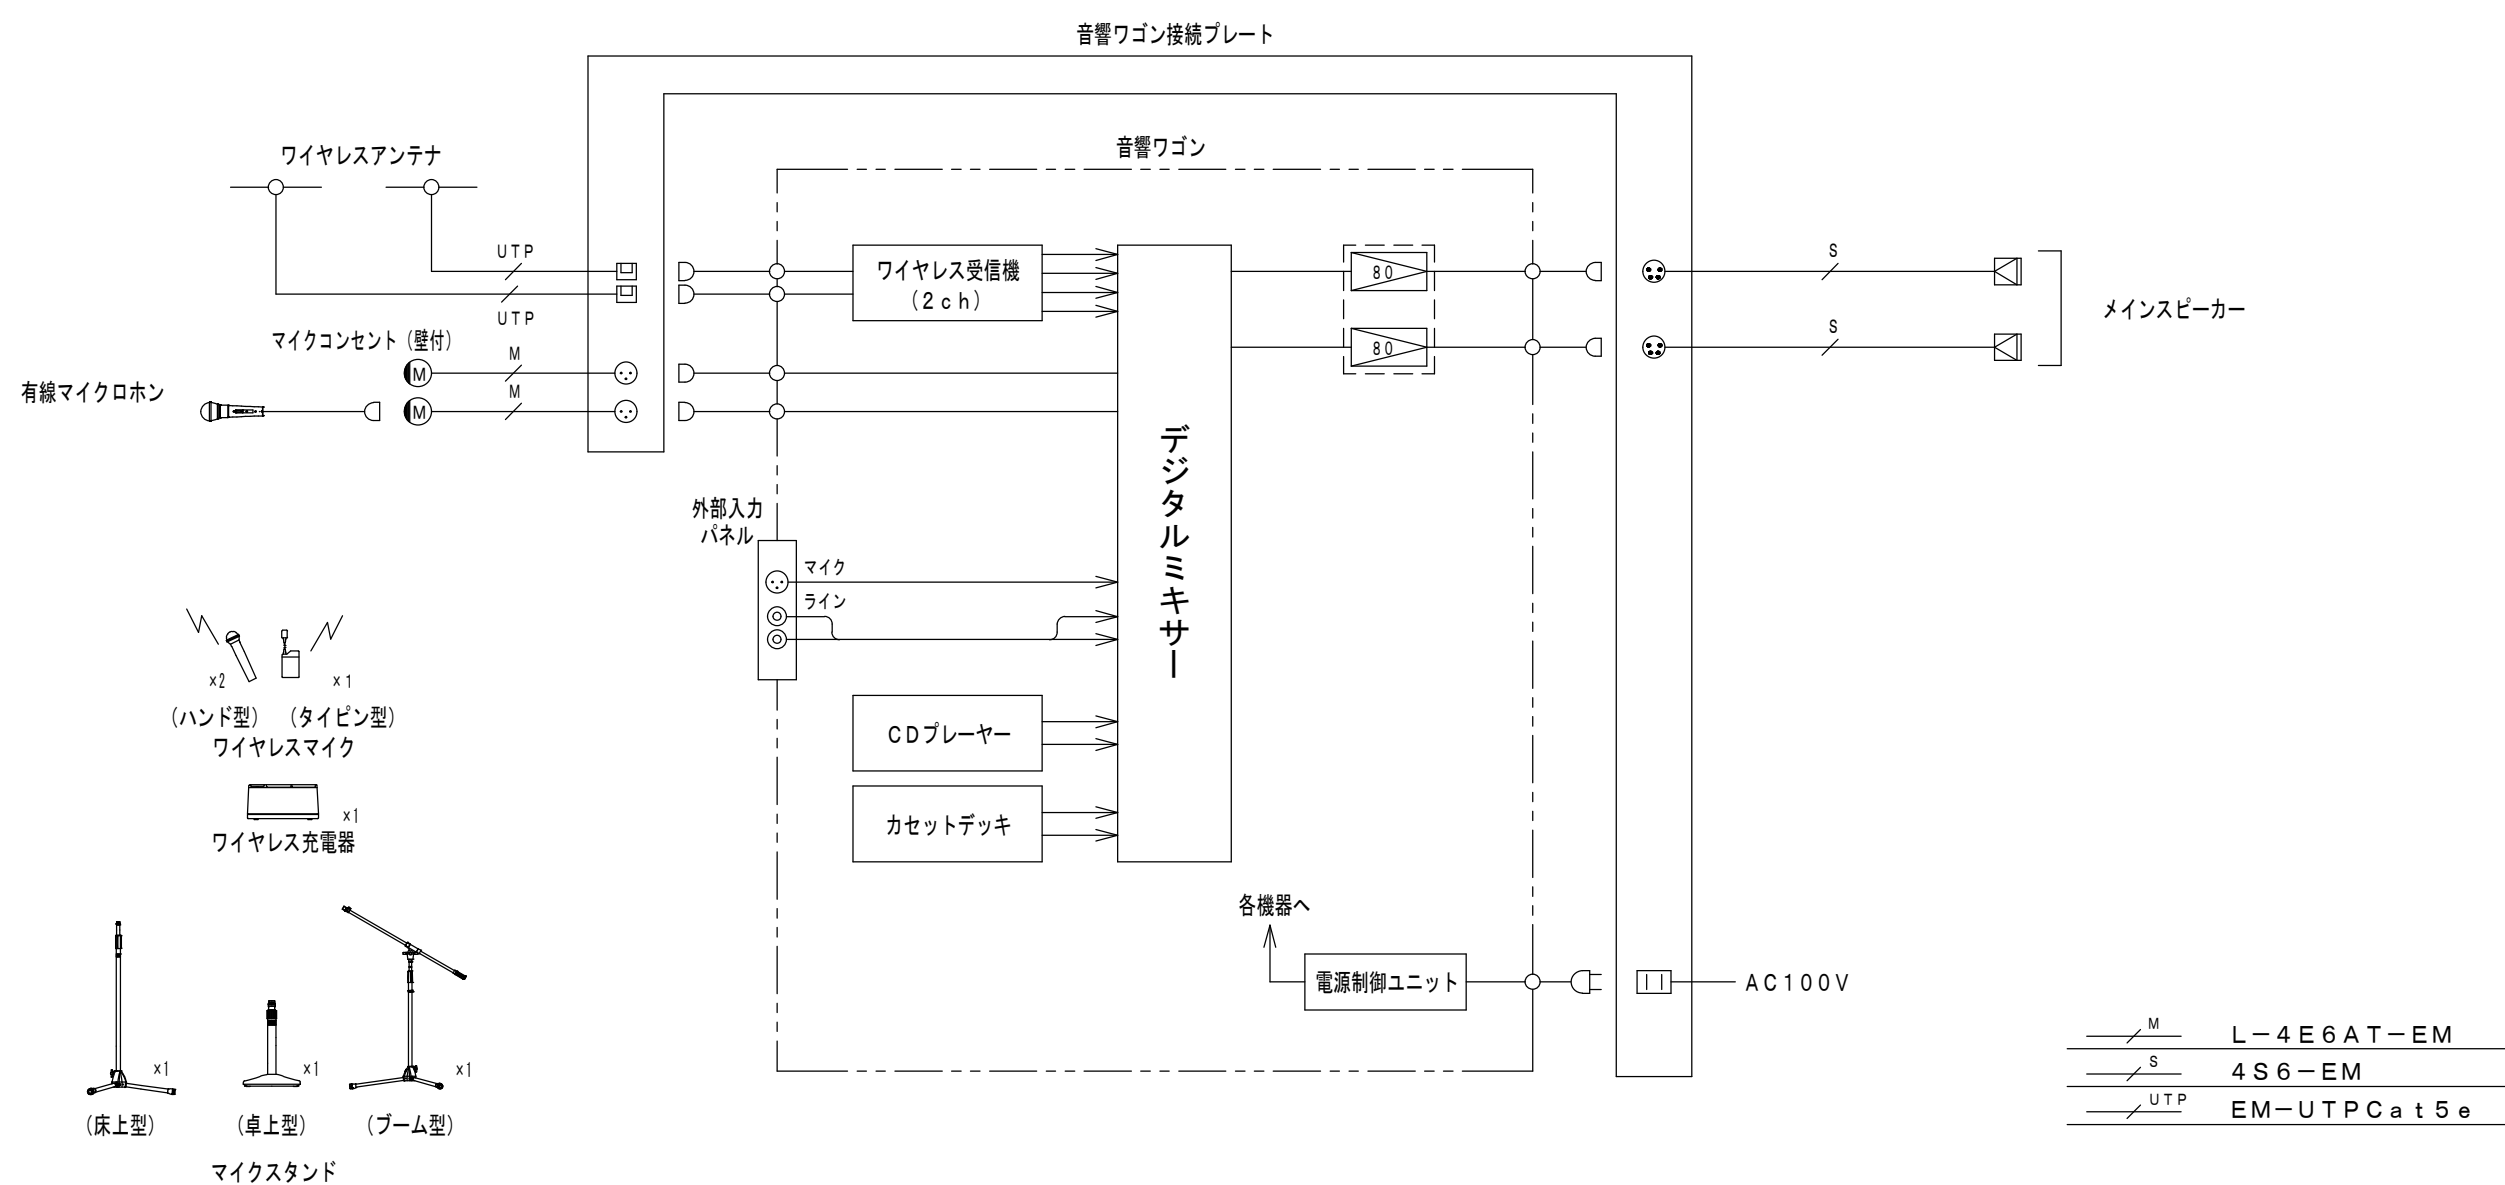 音響ワゴン接続プレート
ワイヤレスアンテナ
音響ワゴン
UTP
UTP
ワイヤレス受信機
(2ch)
80
80
S
S
メインスピーカー
マイクコンセント(壁付)
M
M
M
M
有線マイクロホン
デジタルミキサー
外部入力
パネル
マイク
ライン
x2
x1
(ハンド型) (タイピン型)
ワイヤレスマイク
CDプレーヤー
x1
ワイヤレス充電器
カセットデッキ
各機器へ
電源制御ユニット
AC100V
x1
x1
x1
(床上型) (卓上型) (ブーム型)
マイクスタンド
M L-4E6AT-EM
S 4S6-EM
UTP EM-UTPCat5e